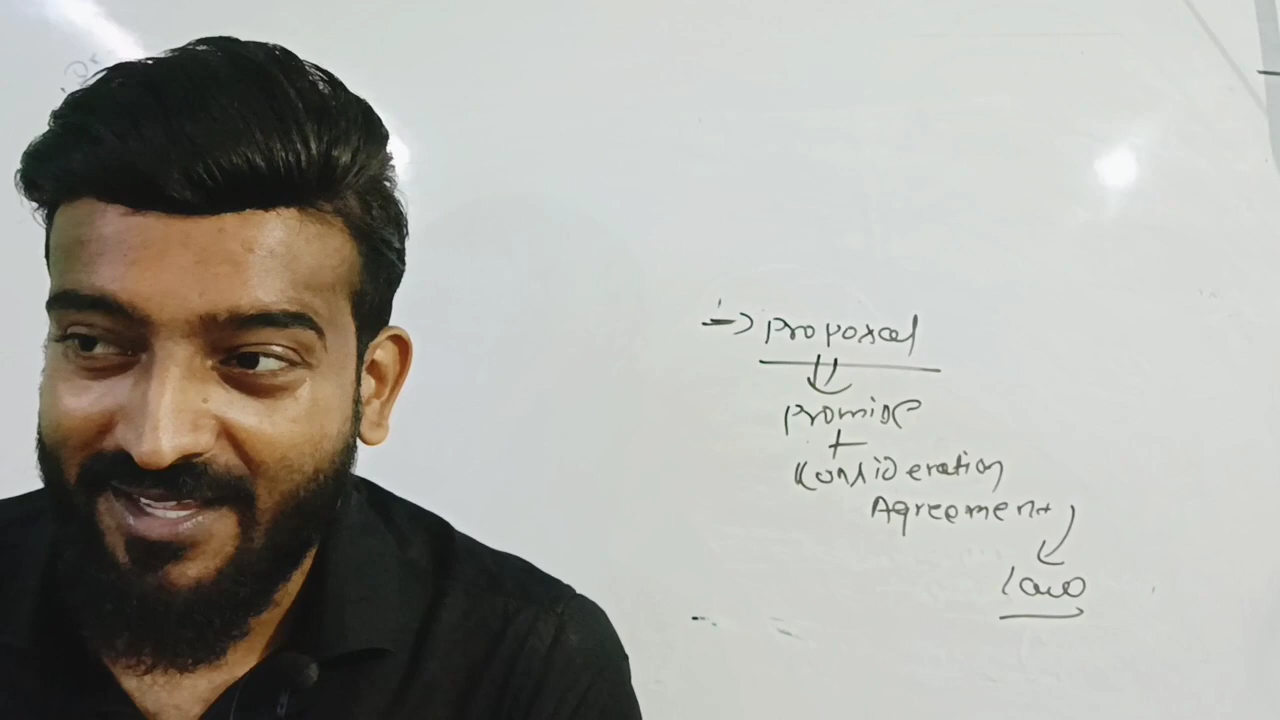 → proposal
promise
+
Consideration
Agreement
law